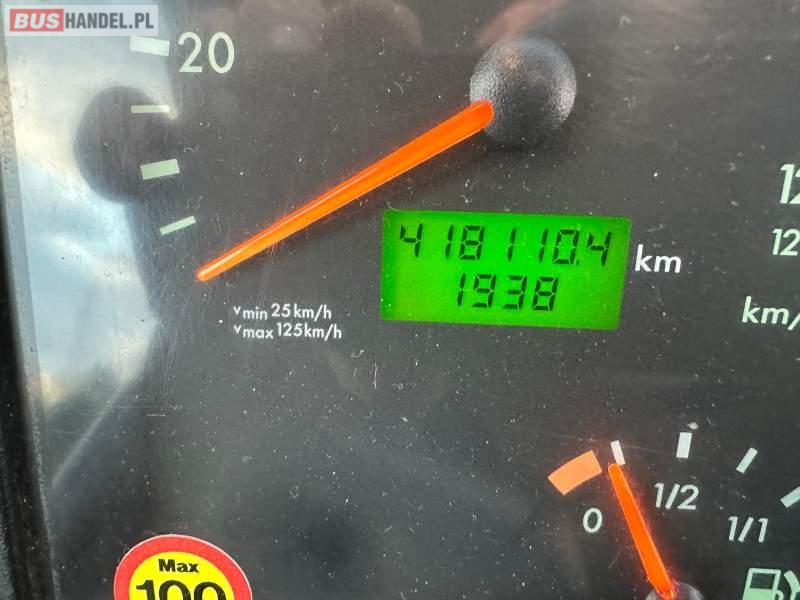 BUSHANDEL.PL
20
418110.4 km
1938
vmin 25km/h
vmax 125km/h
12
km/
0
1/2
1/1
Max
100